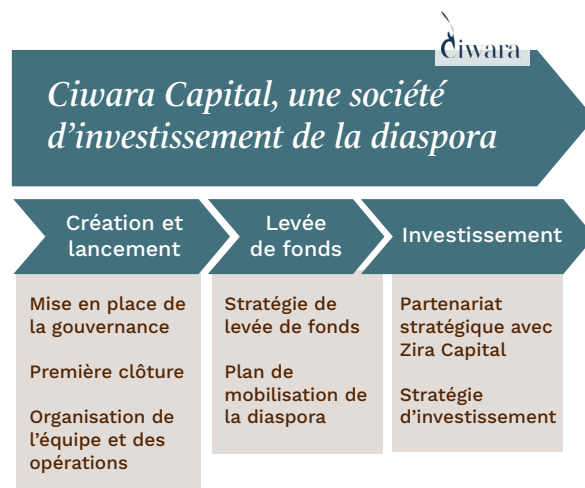 Ciwara
Ciwara Capital, une société
d’investissement de la diaspora
Création et
lancement
Levée
de fonds
Investissement
Mise en place de
la gouvernance
Première clôture
Organisation de
l’équipe et des
opérations
Stratégie de
levée de fonds
Plan de
mobilisation de
la diaspora
Partenariat
stratégique avec
Zira Capital
Stratégie
d’investissement